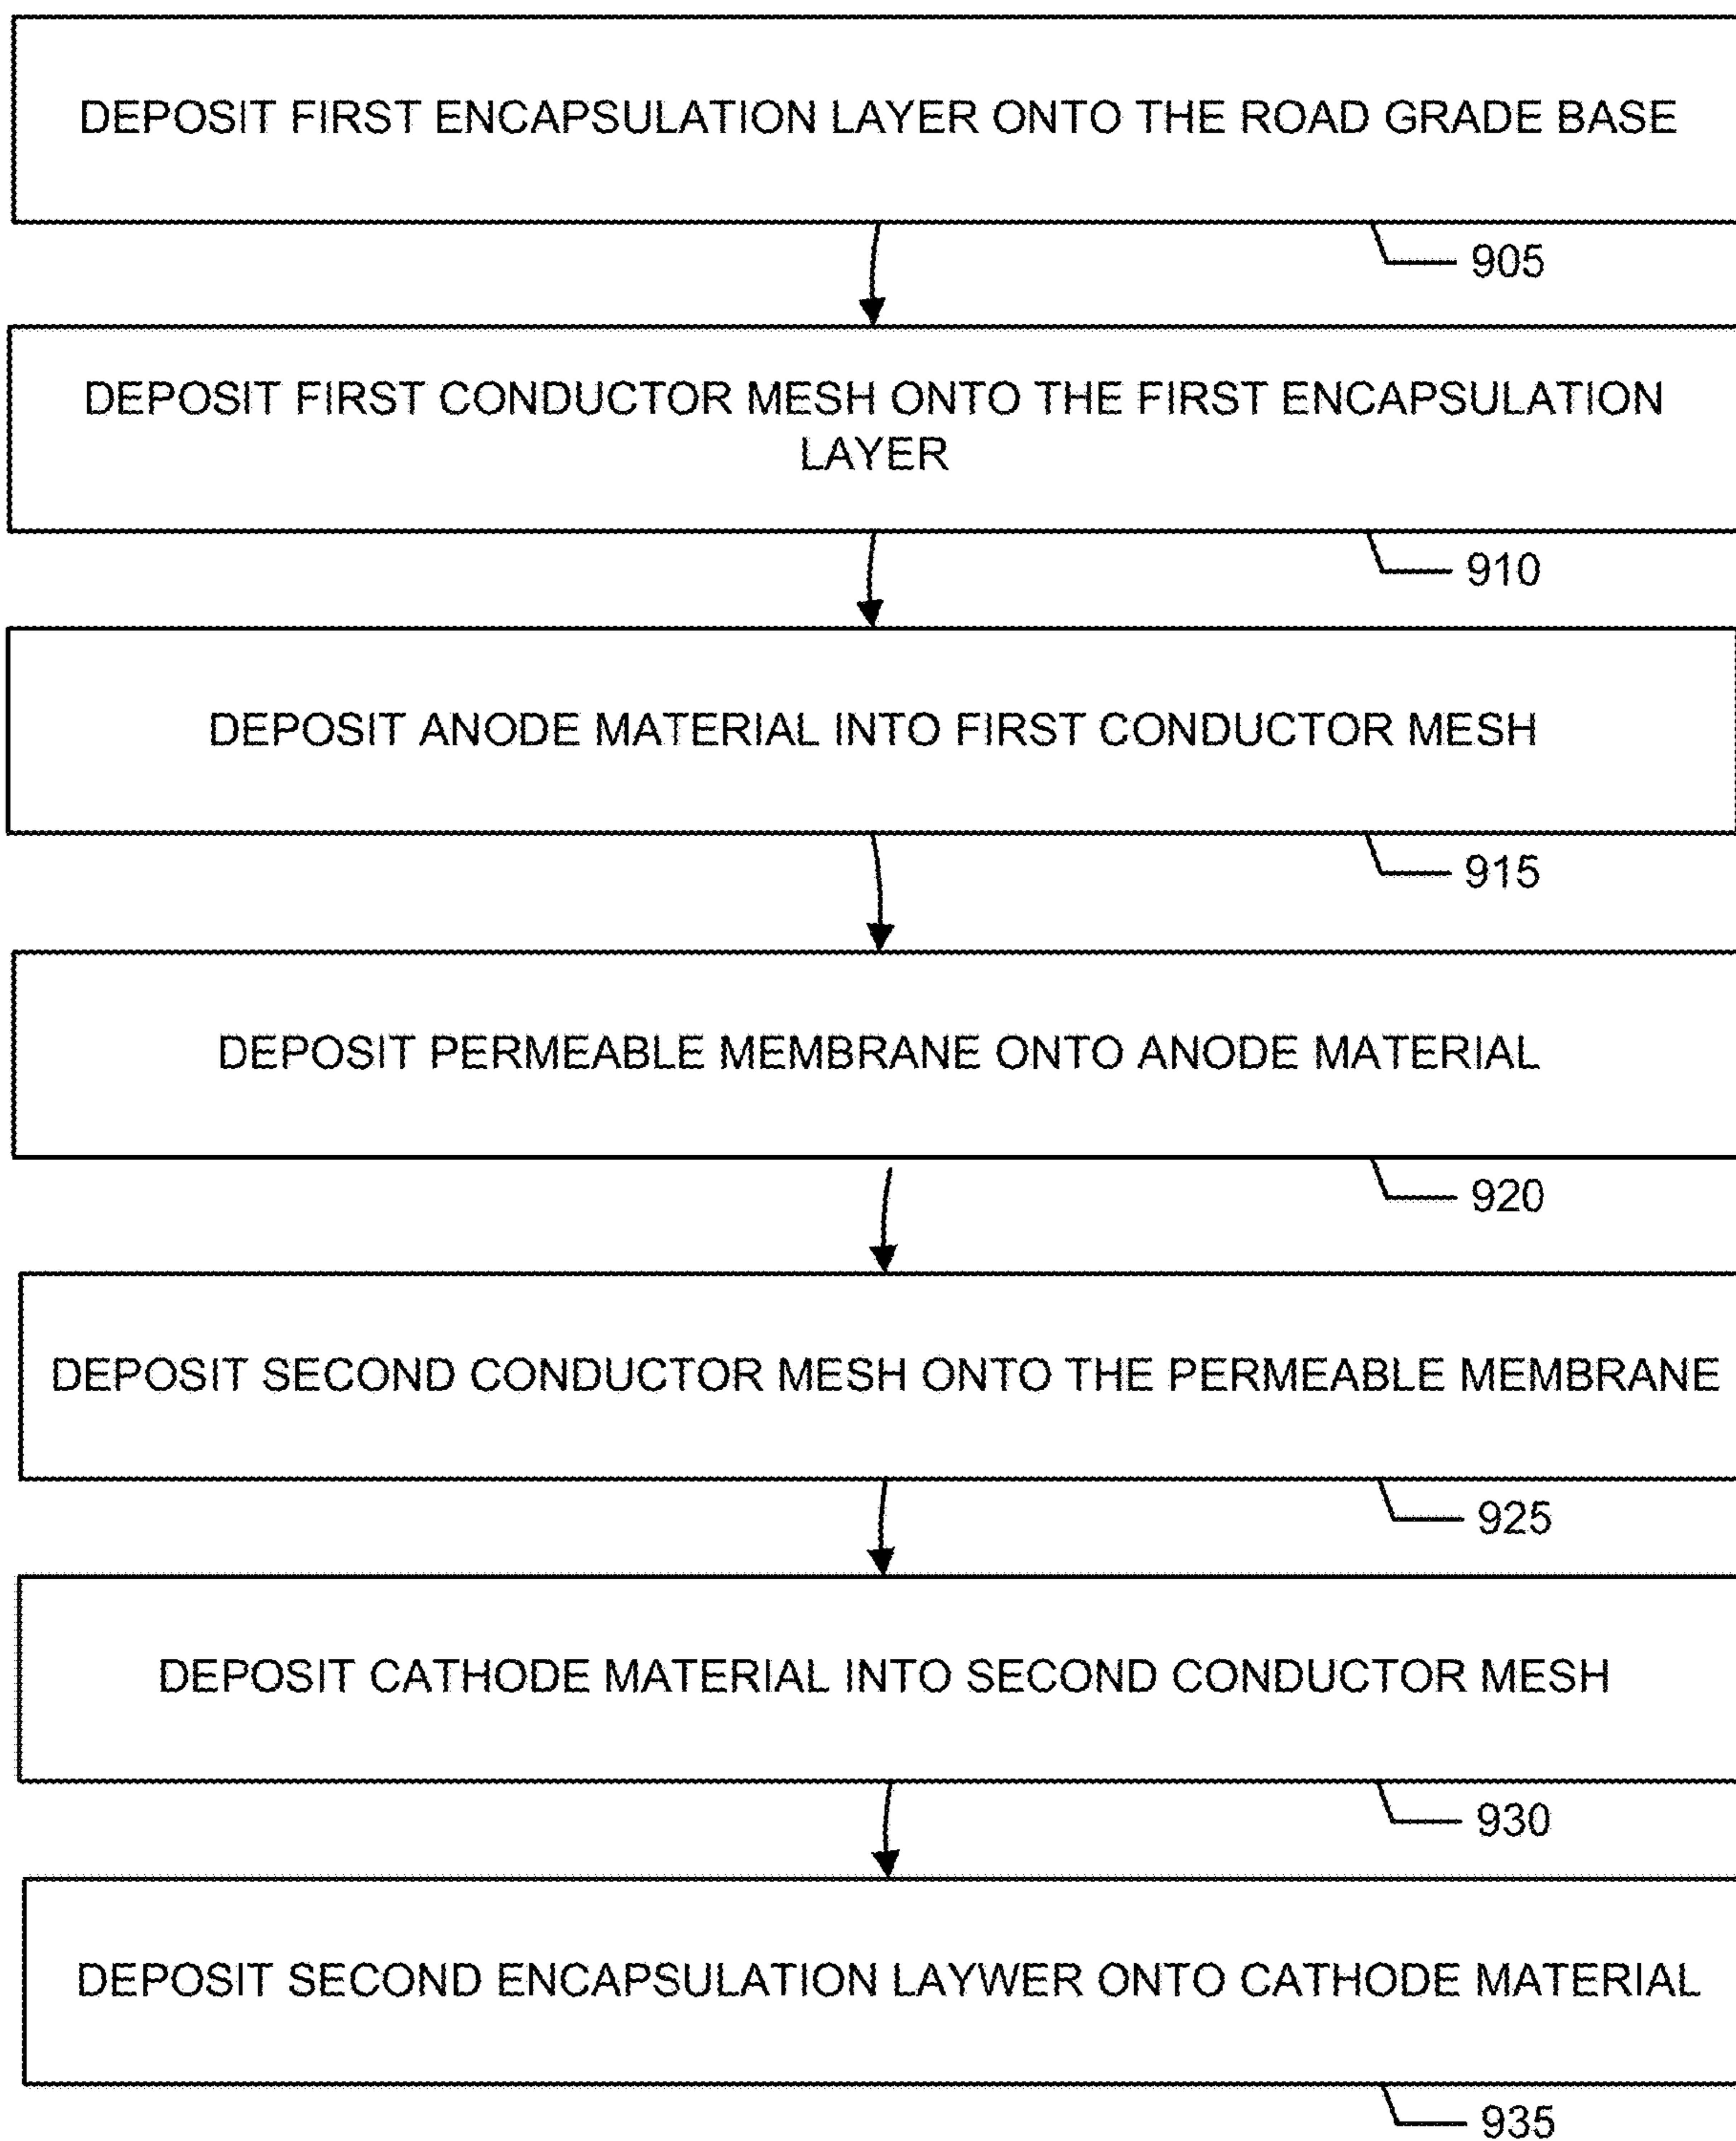 DEPOSIT FIRST ENCAPSULATION LAYER ONTO THE ROAD GRADE BASE
905
DEPOSIT FIRST CONDUCTOR MESH ONTO THE FIRST ENCAPSULATION
LAYER
910
DEPOSIT ANODE MATERIAL INTO FIRST CONDUCTOR MESH
915
DEPOSIT PERMEABLE MEMBRANE ONTO ANODE MATERIAL
920
DEPOSIT SECOND CONDUCTOR MESH ONTO THE PERMEABLE MEMBRANE
925
DEPOSIT CATHODE MATERIAL INTO SECOND CONDUCTOR MESH
930
DEPOSIT SECOND ENCAPSULATION LAYWER ONTO CATHODE MATERIAL
935